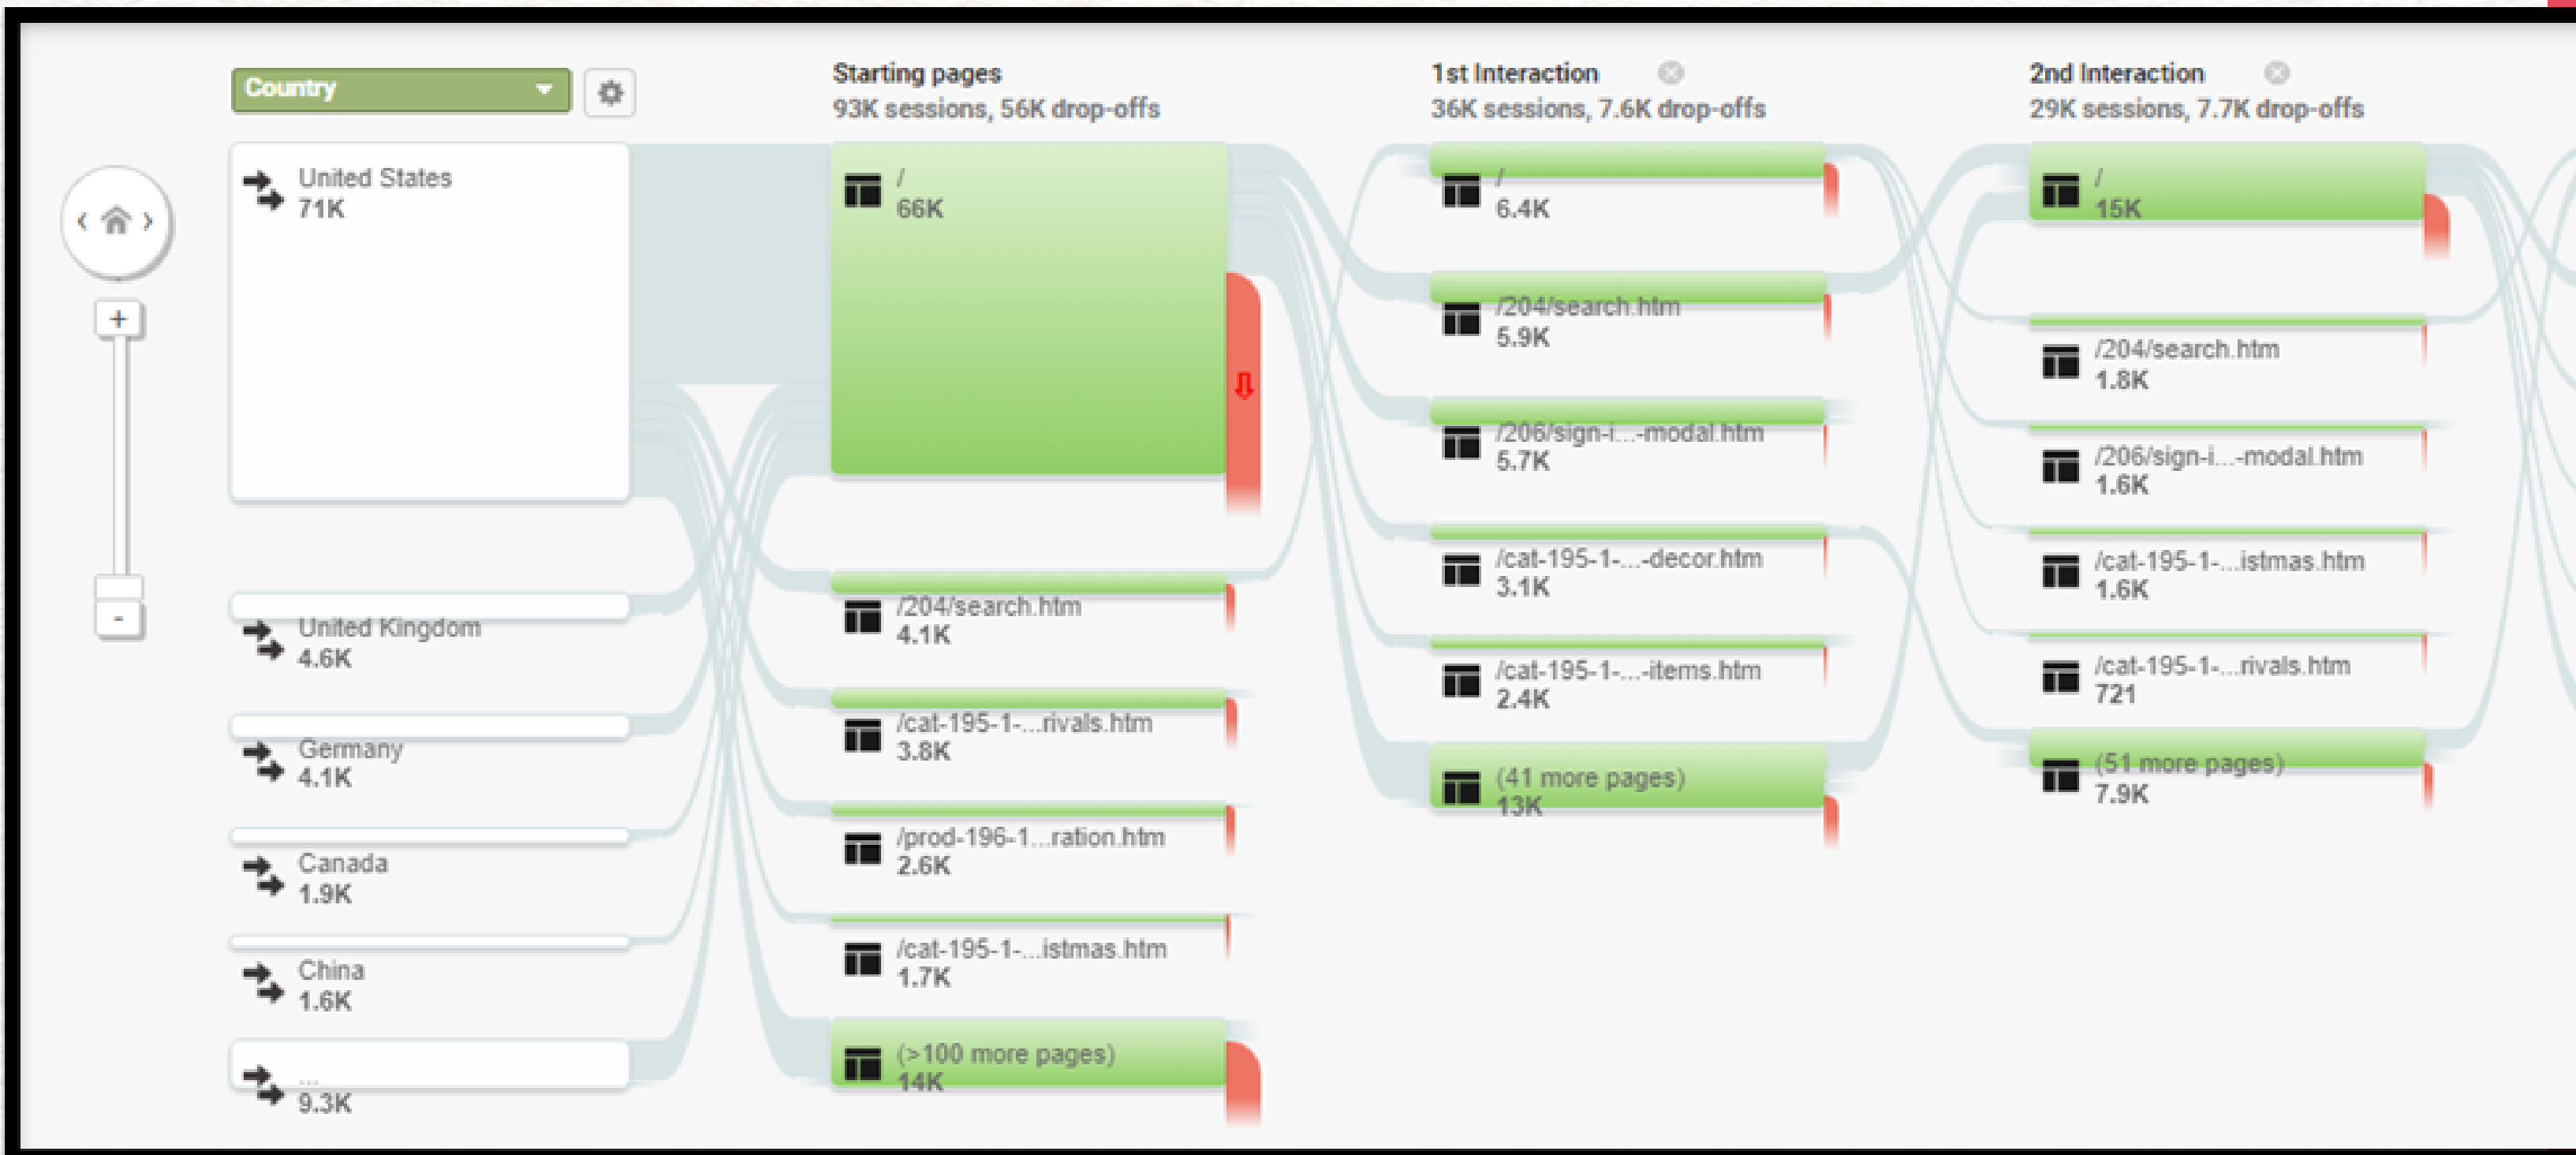 Country
United States
71K
United Kingdom
4.6K
Germany
4.1K
Canada
1.9K
China
1.6K
...
9.3K
+
-
Starting pages
93K sessions, 56K drop-offs
/
66K
/204/search.htm
4.1K
/cat-195-1-...rivals.htm
3.8K
/prod-196-1...ration.htm
2.6K
/cat-195-1-...istmas.htm
1.7K
(>100 more pages)
14K
1st Interaction
36K sessions, 7.6K drop-offs
/
6.4K
/204/search.htm
5.9K
/206/sign-i...-modal.htm
5.7K
/cat-195-1-...-decor.htm
3.1K
/cat-195-1-...-items.htm
2.4K
(41 more pages)
13K
2nd Interaction
29K sessions, 7.7K drop-offs
/
15K
/204/search.htm
1.8K
/206/sign-i...-modal.htm
1.6K
/cat-195-1-...istmas.htm
1.6K
/cat-195-1-...rivals.htm
721
(51 more pages)
7.9K